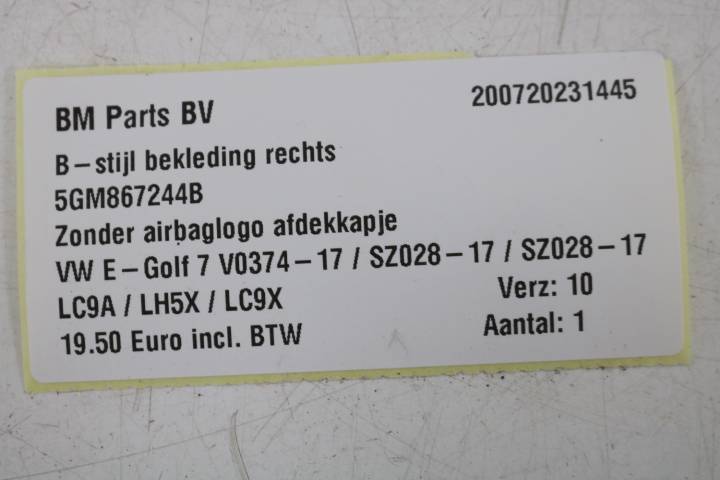 BM Parts BV 200720231445
B-stijl bekleding rechts
5GM867244B
Zonder airbaglogo afdekkapje
VW E-Golf 7 V0374-17 / SZ028-17 / SZ028-17
LC9A / LH5X / LC9X Verz: 10
19.50 Euro incl. BTW Aantal: 1